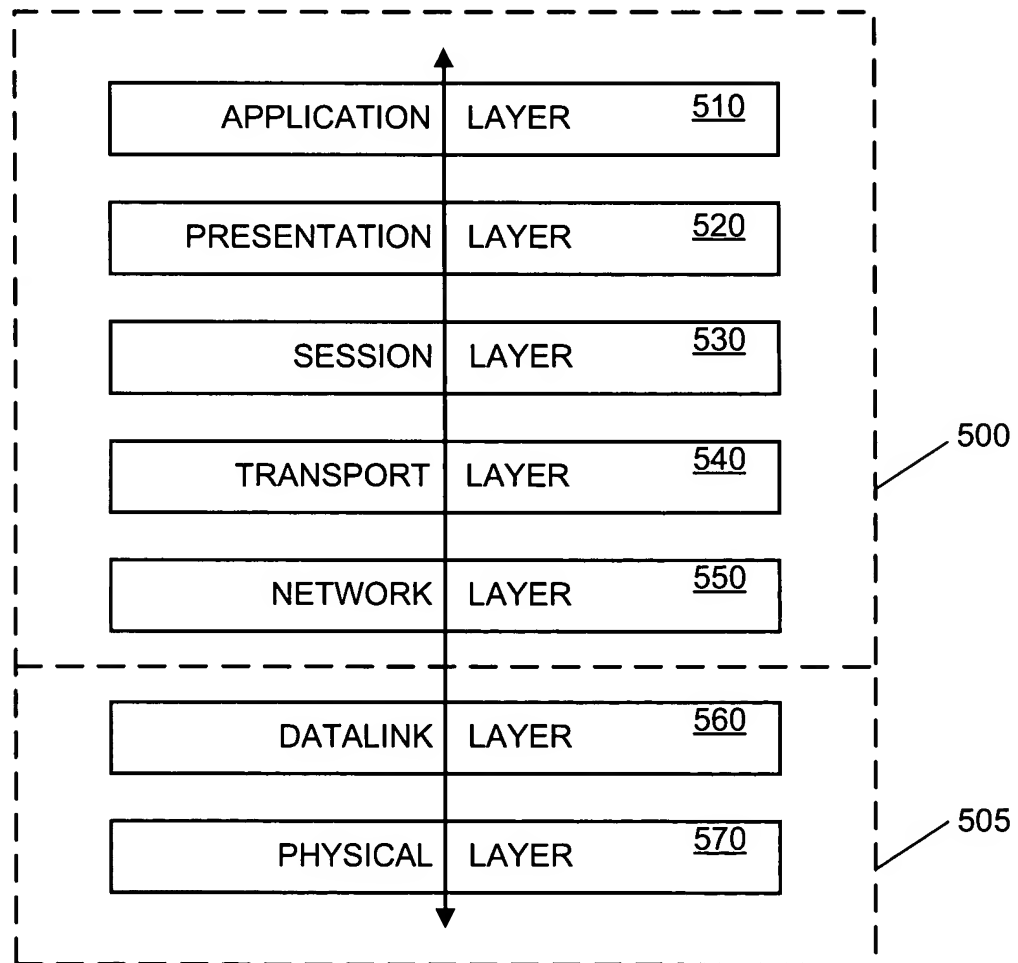 APPLICATION LAYER 510
PRESENTATION LAYER 520
SESSION LAYER 530
TRANSPORT LAYER 540
500
NETWORK LAYER 550
DATALINK LAYER 560
505
PHYSICAL LAYER 570